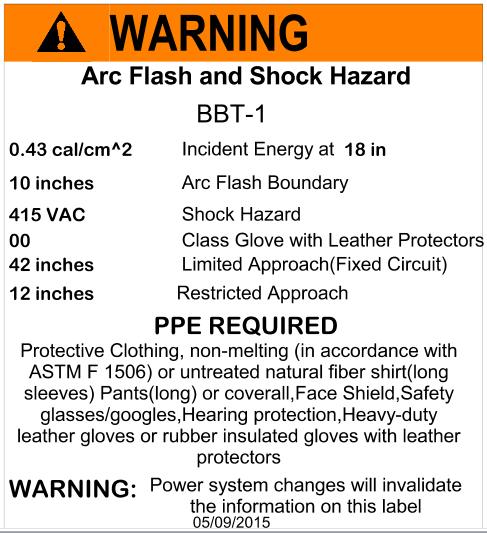 WARNING
Arc Flash and Shock Hazard
BBT-1
0.43 cal/cm^2 Incident Energy at 18 in
10 inches Arc Flash Boundary
415 VAC Shock Hazard
00 Class Glove with Leather Protectors
42 inches Limited Approach(Fixed Circuit)
12 inches Restricted Approach
PPE REQUIRED
Protective Clothing, non-melting (in accordance with
ASTM F 1506) or untreated natural fiber shirt(long
sleeves) Pants(long) or coverall,Face Shield,Safety
glasses/googles,Hearing protection,Heavy-duty
leather gloves or rubber insulated gloves with leather
protectors
WARNING: Power system changes will invalidate
the information on this label
05/09/2015